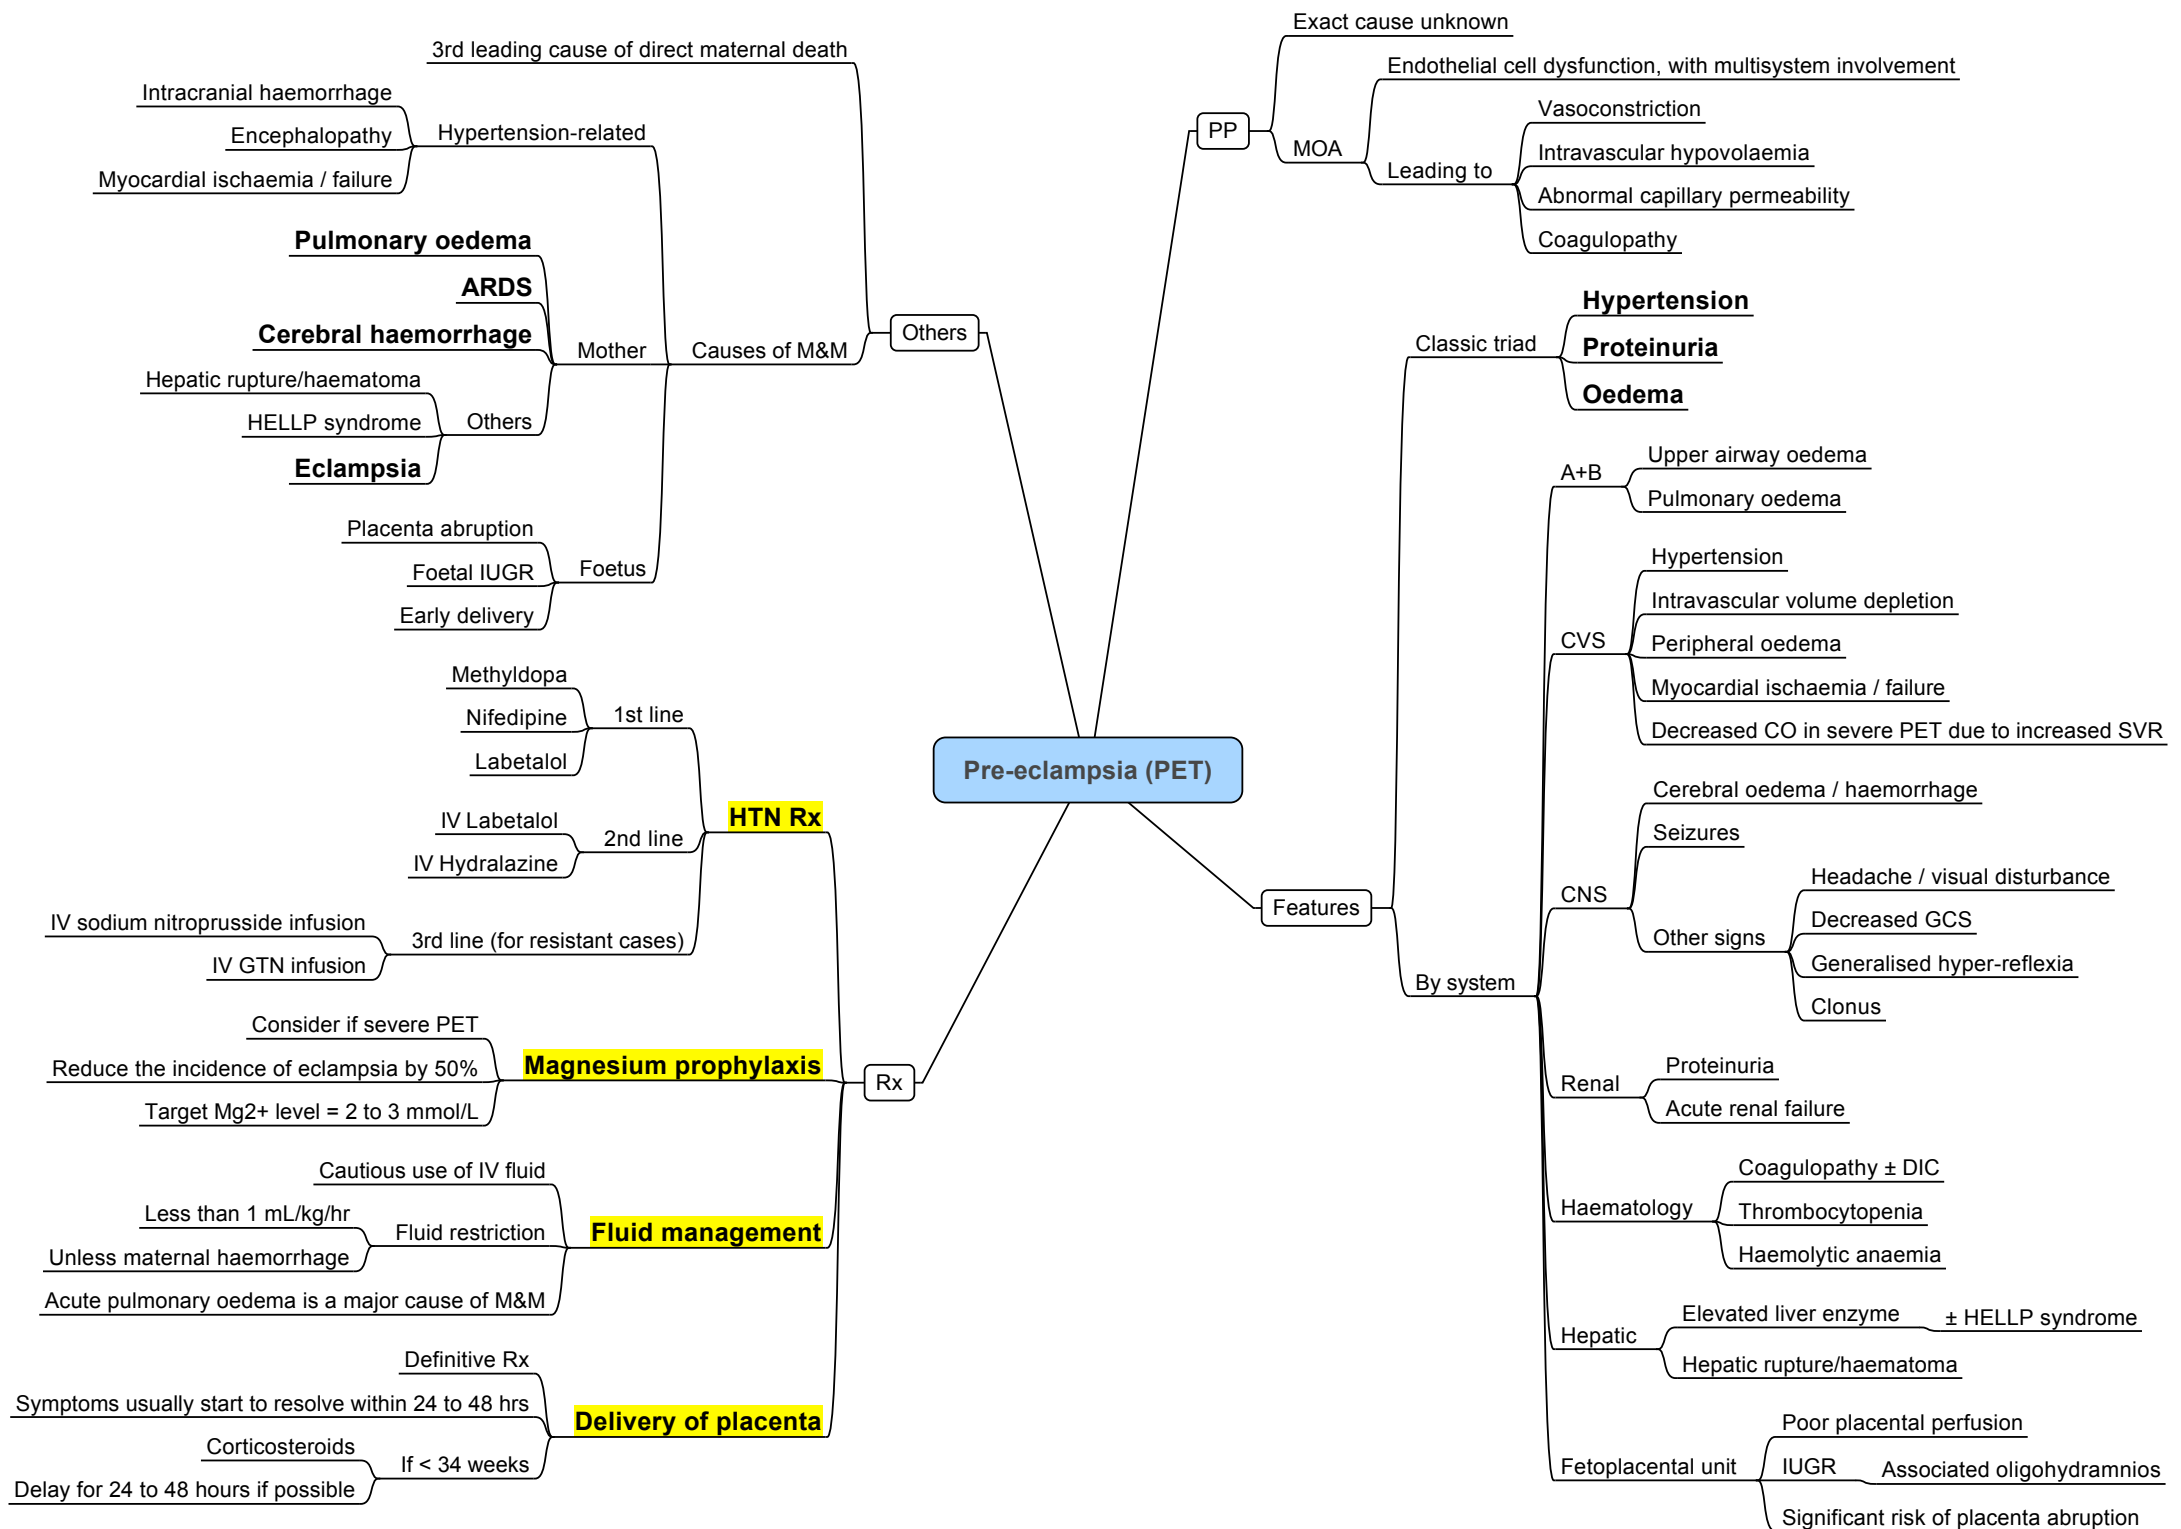 Pre-eclampsia (PET)
PP
Exact cause unknown
MOA
Endothelial cell dysfunction, with multisystem involvement
Leading to
Vasoconstriction
Intravascular hypovolaemia
Abnormal capillary permeability
Coagulopathy
Features
Classic triad
Hypertension
Proteinuria
Oedema
By system
A+B
Upper airway oedema
Pulmonary oedema
CVS
Hypertension
Intravascular volume depletion
Peripheral oedema
Myocardial ischaemia / failure
Decreased CO in severe PET due to increased SVR
CNS
Cerebral oedema / haemorrhage
Seizures
Other signs
Headache / visual disturbance
Decreased GCS
Generalised hyper-reflexia
Clonus
Renal
Proteinuria
Acute renal failure
Haematology
Coagulopathy ± DIC
Thrombocytopenia
Haemolytic anaemia
Hepatic
Elevated liver enzyme
± HELLP syndrome
Hepatic rupture/haematoma
Fetoplacental unit
Poor placental perfusion
IUGR
Associated oligohydramnios
Significant risk of placenta abruption
Others
3rd leading cause of direct maternal death
Causes of M&M
Hypertension-related
Intracranial haemorrhage
Encephalopathy
Myocardial ischaemia / failure
Mother
Pulmonary oedema
ARDS
Cerebral haemorrhage
Others
Hepatic rupture/haematoma
HELLP syndrome
Eclampsia
Foetus
Placenta abruption
Foetal IUGR
Early delivery
Rx
HTN Rx
1st line
Methyldopa
Nifedipine
Labetalol
2nd line
IV Labetalol
IV Hydralazine
3rd line (for resistant cases)
IV sodium nitroprusside infusion
IV GTN infusion
Magnesium prophylaxis
Consider if severe PET
Reduce the incidence of eclampsia by 50%
Target Mg2+ level = 2 to 3 mmol/L
Fluid management
Cautious use of IV fluid
Fluid restriction
Less than 1 mL/kg/hr
Unless maternal haemorrhage
Acute pulmonary oedema is a major cause of M&M
Delivery of placenta
Definitive Rx
Symptoms usually start to resolve within 24 to 48 hrs
If < 34 weeks
Corticosteroids
Delay for 24 to 48 hours if possible